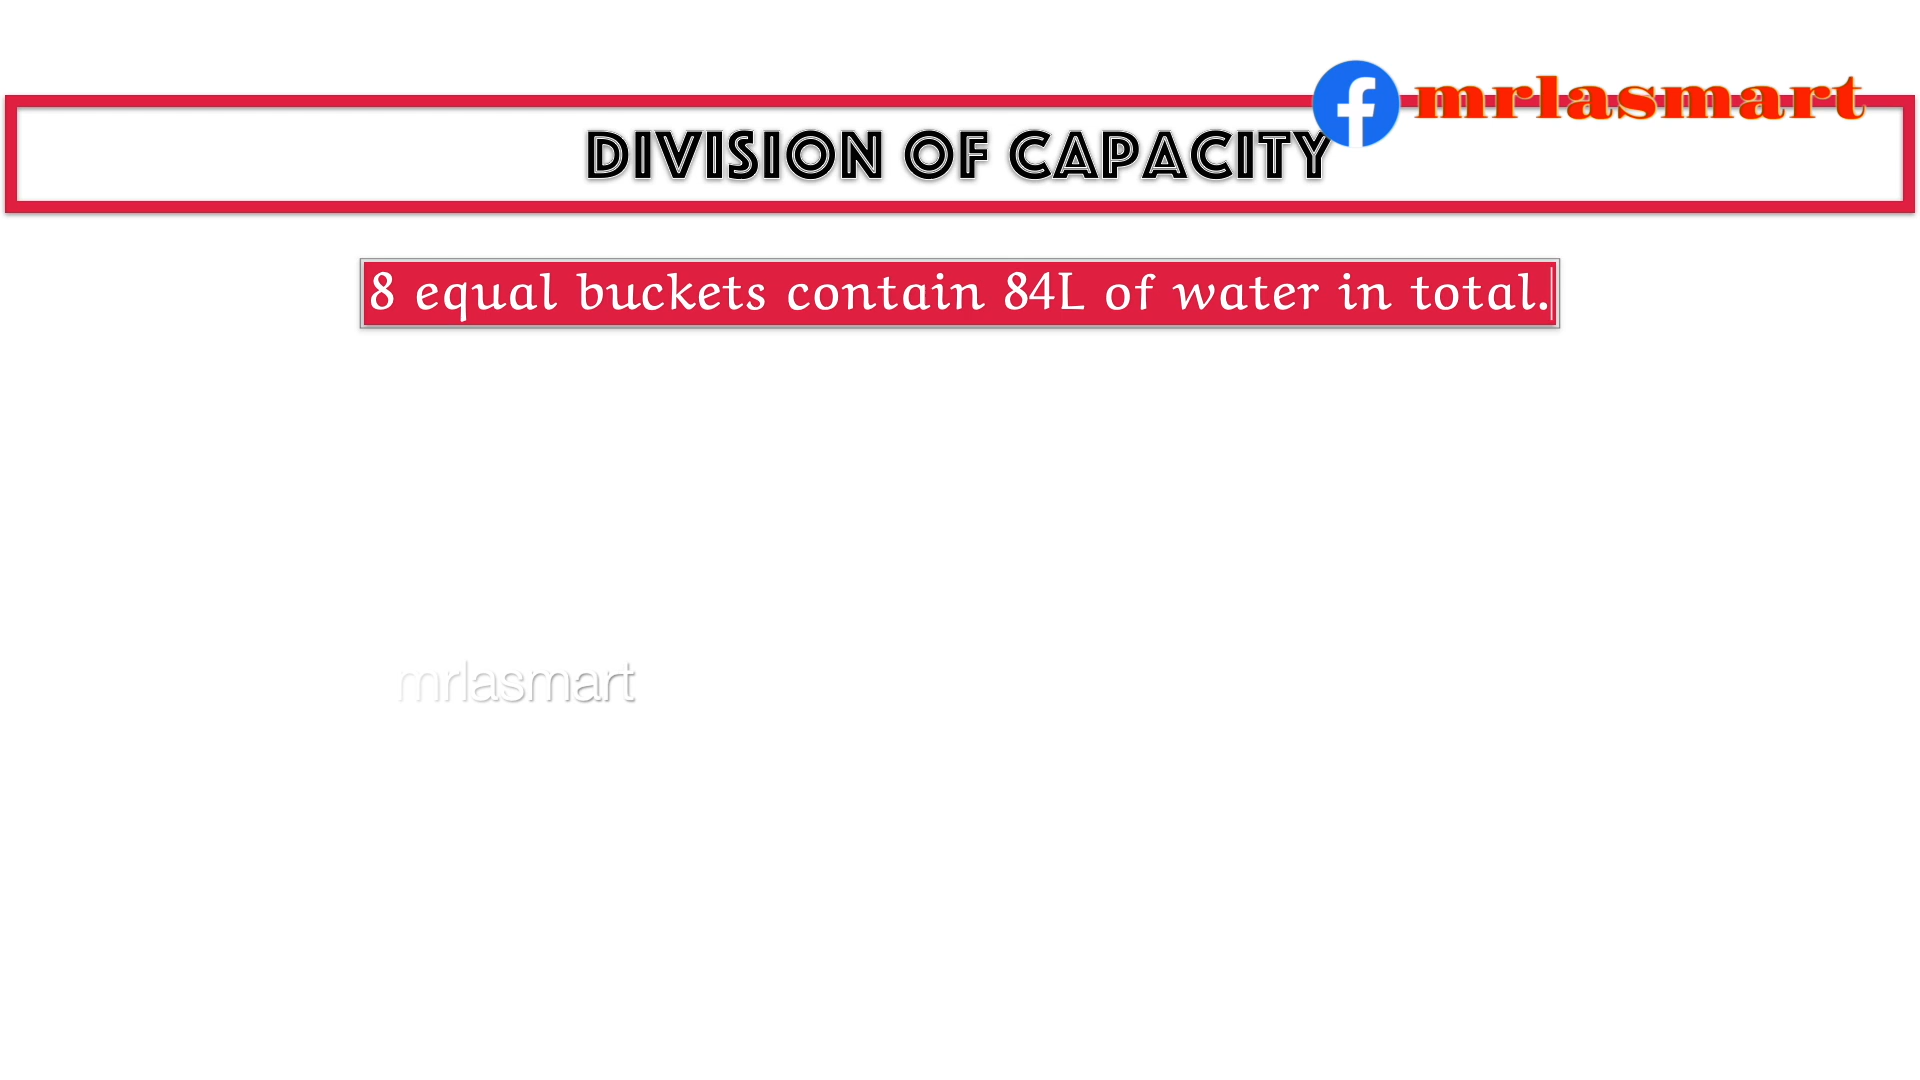 mrlasmart
DIVISION OF CAPACITY
8 equal buckets contain 84L of water in total.
mrlasmart